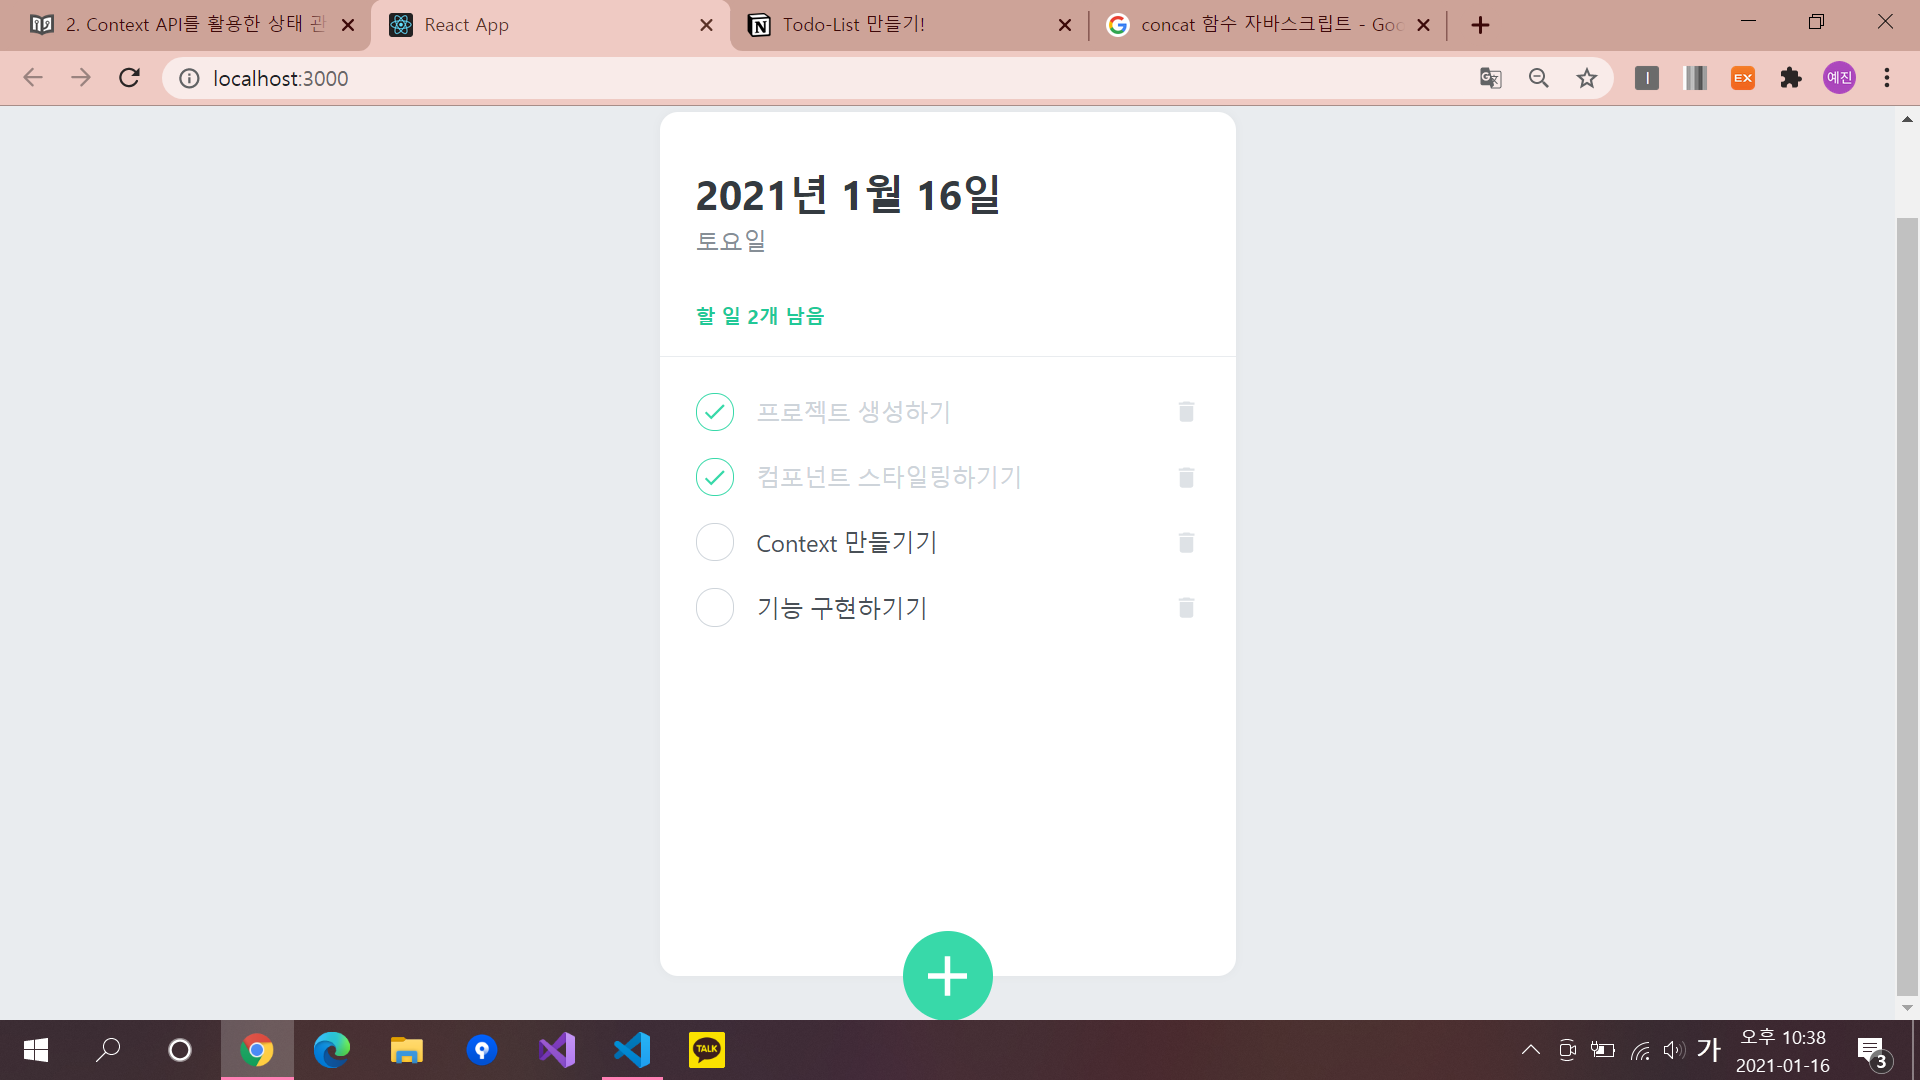 2. Context API를 활용한 상태 관
React App
Todo-List 만들기!
concat 함수 자바스크립트 - Goo
localhost:3000
EX
예진
2021년 1월 16일
토요일
할 일 2개 남음
프로젝트 생성하기
컴포넌트 스타일링하기기
Context 만들기기
기능 구현하기기
TALK
가
오후 10:38
2021-01-16
3